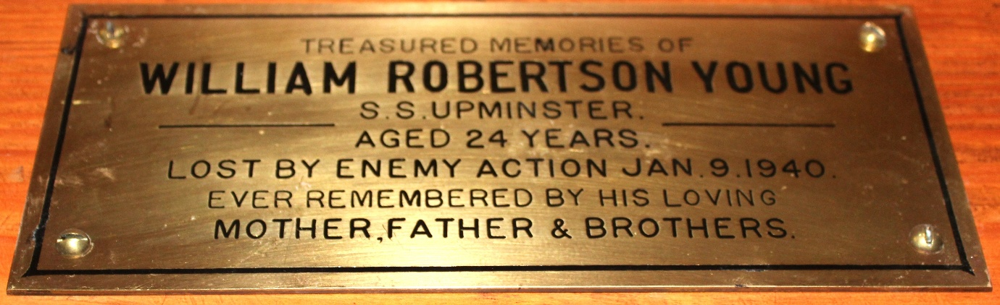 TREASURED MEMORIES OF
WILLIAM ROBERTSON YOUNG
S.S.UPMINSTER.
AGED 24 YEARS.
LOST BY ENEMY ACTION JAN.9.1940.
EVER REMEMBERED BY HIS LOVING
MOTHER,FATHER & BROTHERS.